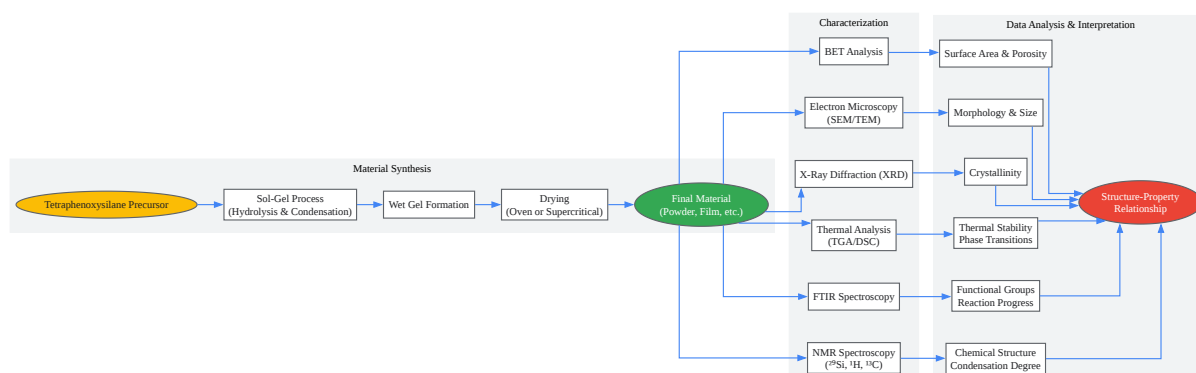 Material Synthesis
Tetraphenoxysilane Precursor
Sol-Gel Process
(Hydrolysis & Condensation)
Wet Gel Formation
Drying
(Oven or Supercritical)
Final Material
(Powder, Film, etc.)
Characterization
BET Analysis
Electron Microscopy
(SEM/TEM)
X-Ray Diffraction (XRD)
Thermal Analysis
(TGA/DSC)
FTIR Spectroscopy
NMR Spectroscopy
(²⁹Si, ¹H, ¹³C)
Data Analysis & Interpretation
Surface Area & Porosity
Morphology & Size
Crystallinity
Thermal Stability
Phase Transitions
Functional Groups
Reaction Progress
Chemical Structure
Condensation Degree
Structure-Property
Relationship